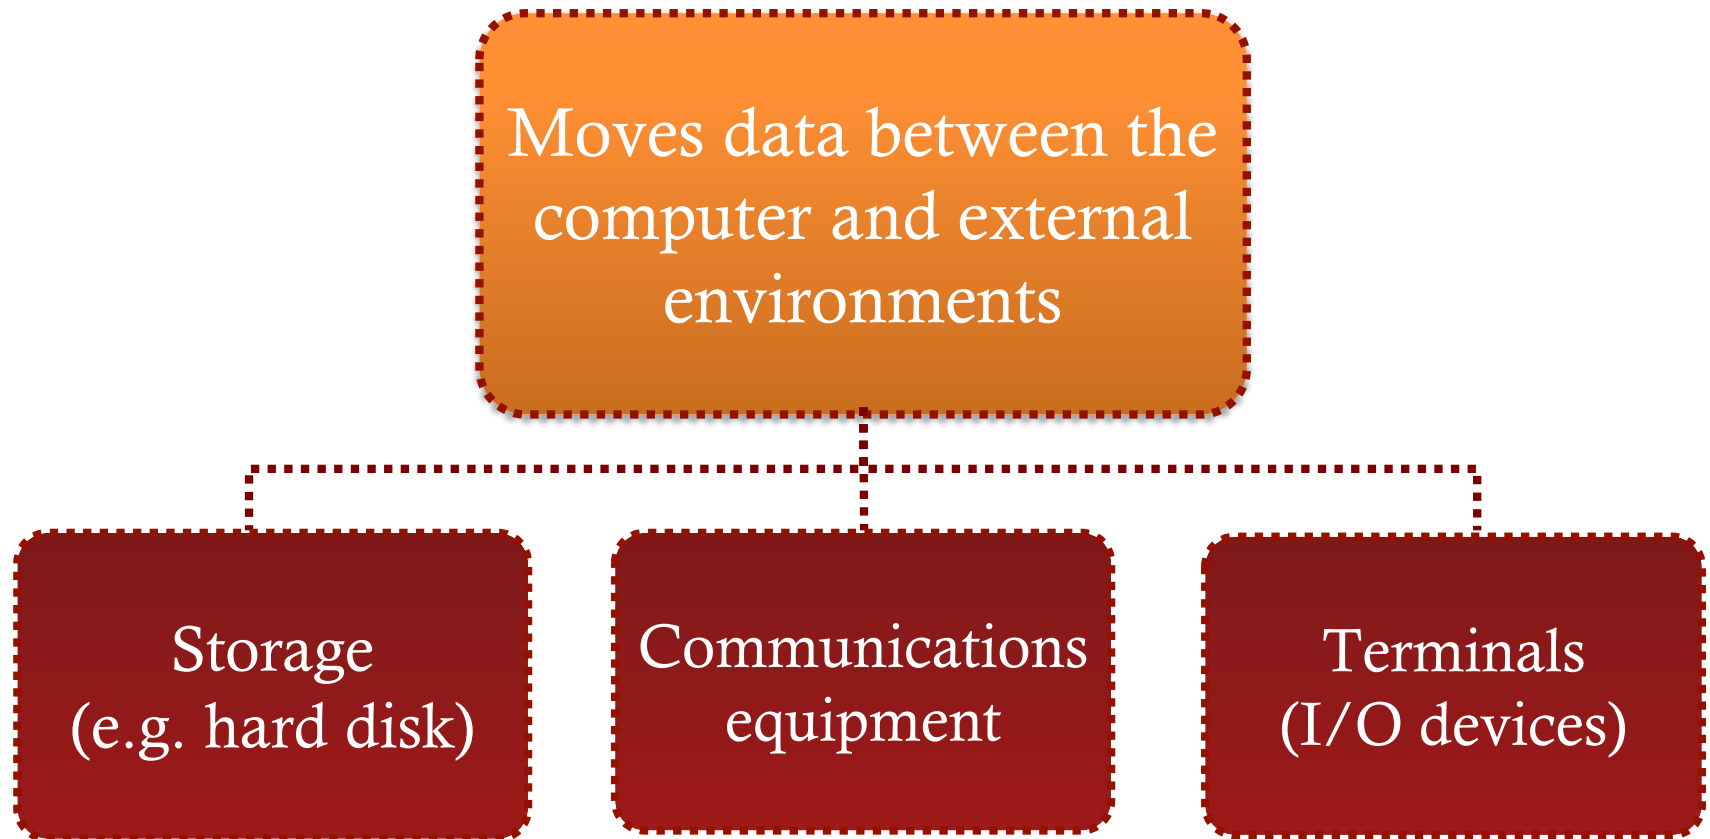 Moves data between the
computer and external
environments
Storage
(e.g. hard disk)
Communications
equipment
Terminals
(I/O devices)